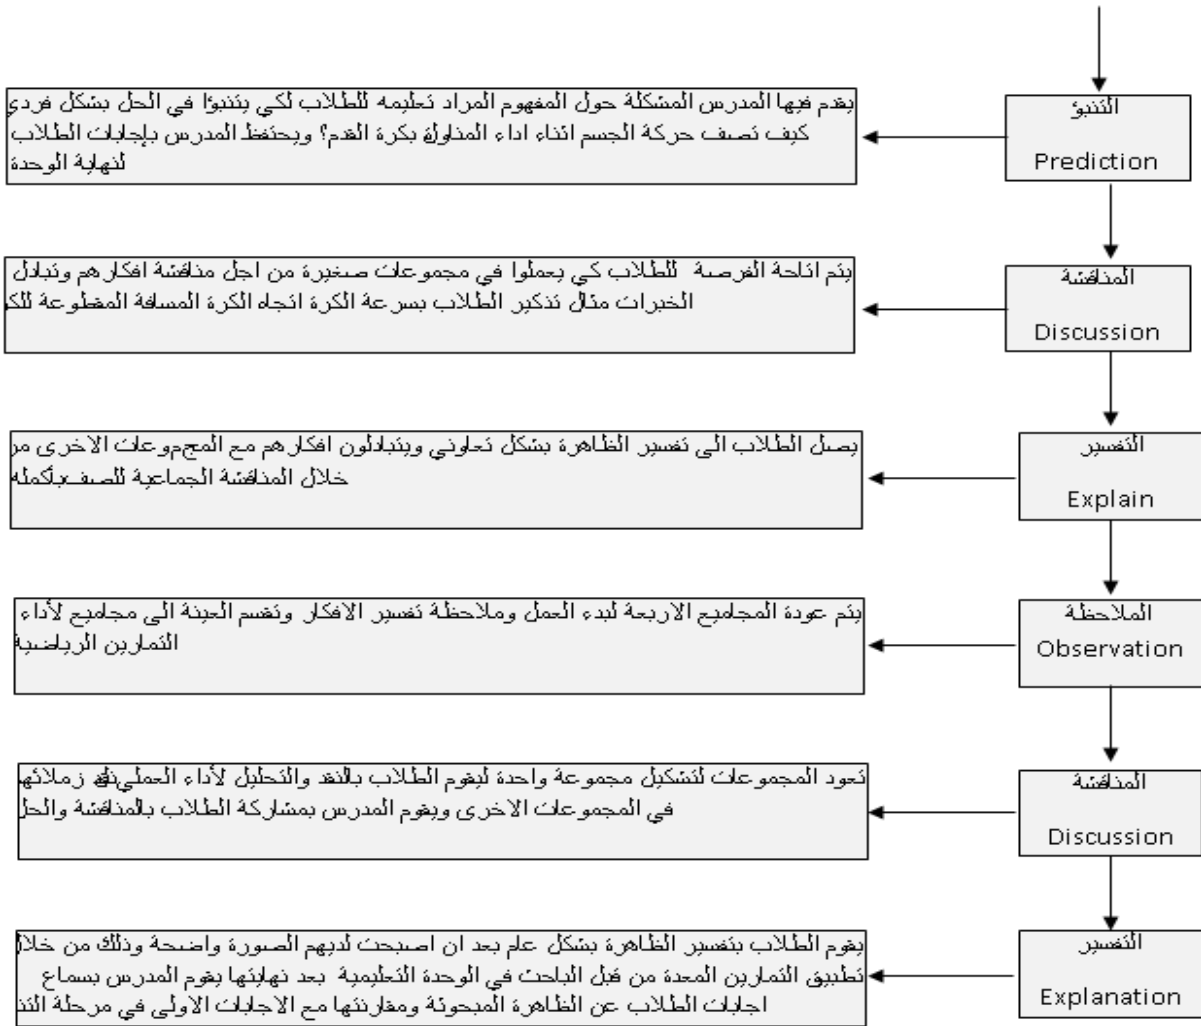 التنبؤ
Prediction
يقدم فيها المدرس المشكلة حول المفهوم المراد تعليمه للطلاب لكي يتنبؤا في الحل بشكل فردي
كيف تصف حركة الجسم اثناء اداء المناولة بكرة القدم؟ ويحتفظ المدرس بإجابات الطلاب
لنهاية الوحدة
المناقشة
Discussion
يتم اتاحة الفرصة للطلاب كي يعملوا في مجموعات صغيرة من اجل مناقشة افكارهم وتبادل
الخبرات مثال تذكير الطلاب بسرعة الكرة اتجاه الكرة المسافة المقطوعة
التفسير
Explain
يصل الطلاب الى تفسير الظاهرة بشكل تعاوني ويتبادلون افكارهم مع المجموعات الاخرى من
خلال المناقشة الجماعية للصف بأكمله
الملاحظة
Observation
يتم عودة المجاميع الاربعة لبدء العمل وملاحظة تفسير الافكار وتقسم العينة الى مجاميع لأداء
التمارين الرياضية
المناقشة
Discussion
تعود المجموعات لتشكيل مجموعة واحدة ليقوم الطلاب بالنقد والتحليل لأداء العملي
في المجموعات الاخرى ويقوم المدرس بمشاركة الطلاب بالمناقشة والحل
التفسير
Explanation
يقوم الطلاب بتفسير الظاهرة بشكل عام بعد ان اصبحت لديهم الصورة واضحة وذلك من خلال
تطبيق التمارين المعدة من قبل الباحث في الوحدة التعليمية بعد نهايتها يقوم المدرس بسماع
اجابات الطلاب عن الظاهرة المبحوثة ومقارنتها مع الاجابات الاولى في مرحلة